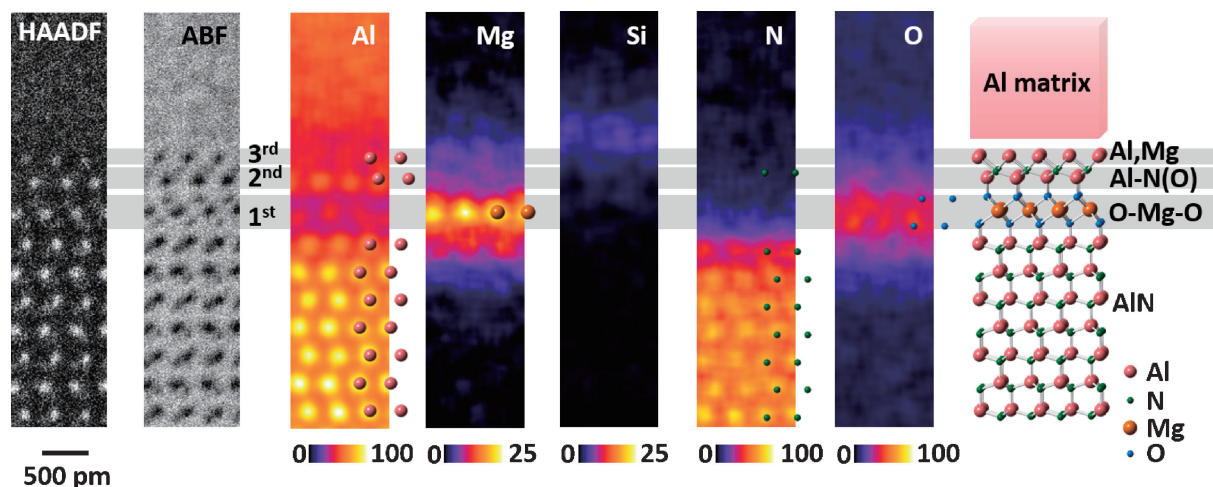 HAADF
ABF
Al
Mg
Si
N
O
Al matrix
3rd
2nd
1st
Al,Mg
Al-N(O)
O-Mg-O
AlN
Al
N
Mg
O
500 pm
0 100
0 25
0 25
0 100
0 100